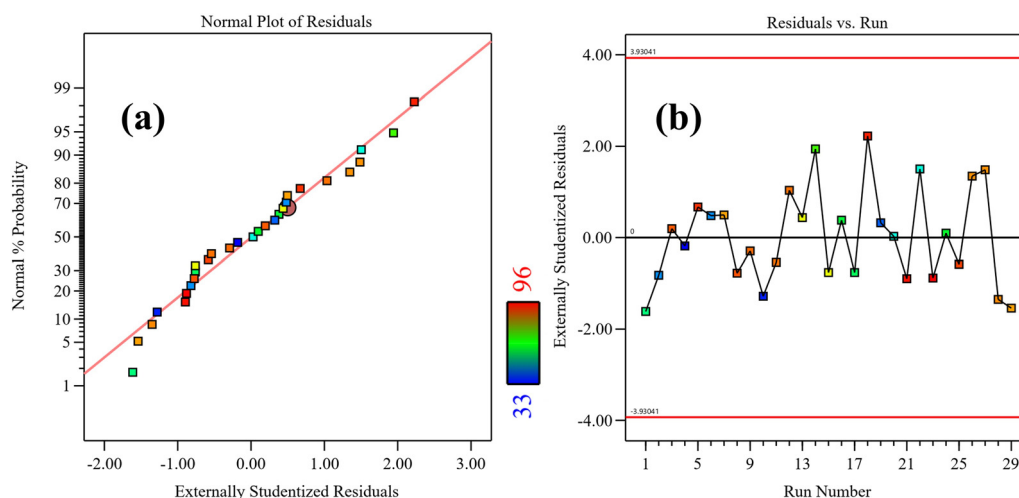 Normal Plot of Residuals
(a)
Normal % Probability
99
95
90
80
70
50
30
20
10
5
1
-2.00 -1.00 0.00 1.00 2.00 3.00
Externally Studentized Residuals
96
33
Residuals vs. Run
(b)
Externally Studentized Residuals
4.00
2.00
0.00
-2.00
-4.00
3.93041
0
-3.93041
1 5 9 13 17 21 25 29
Run Number